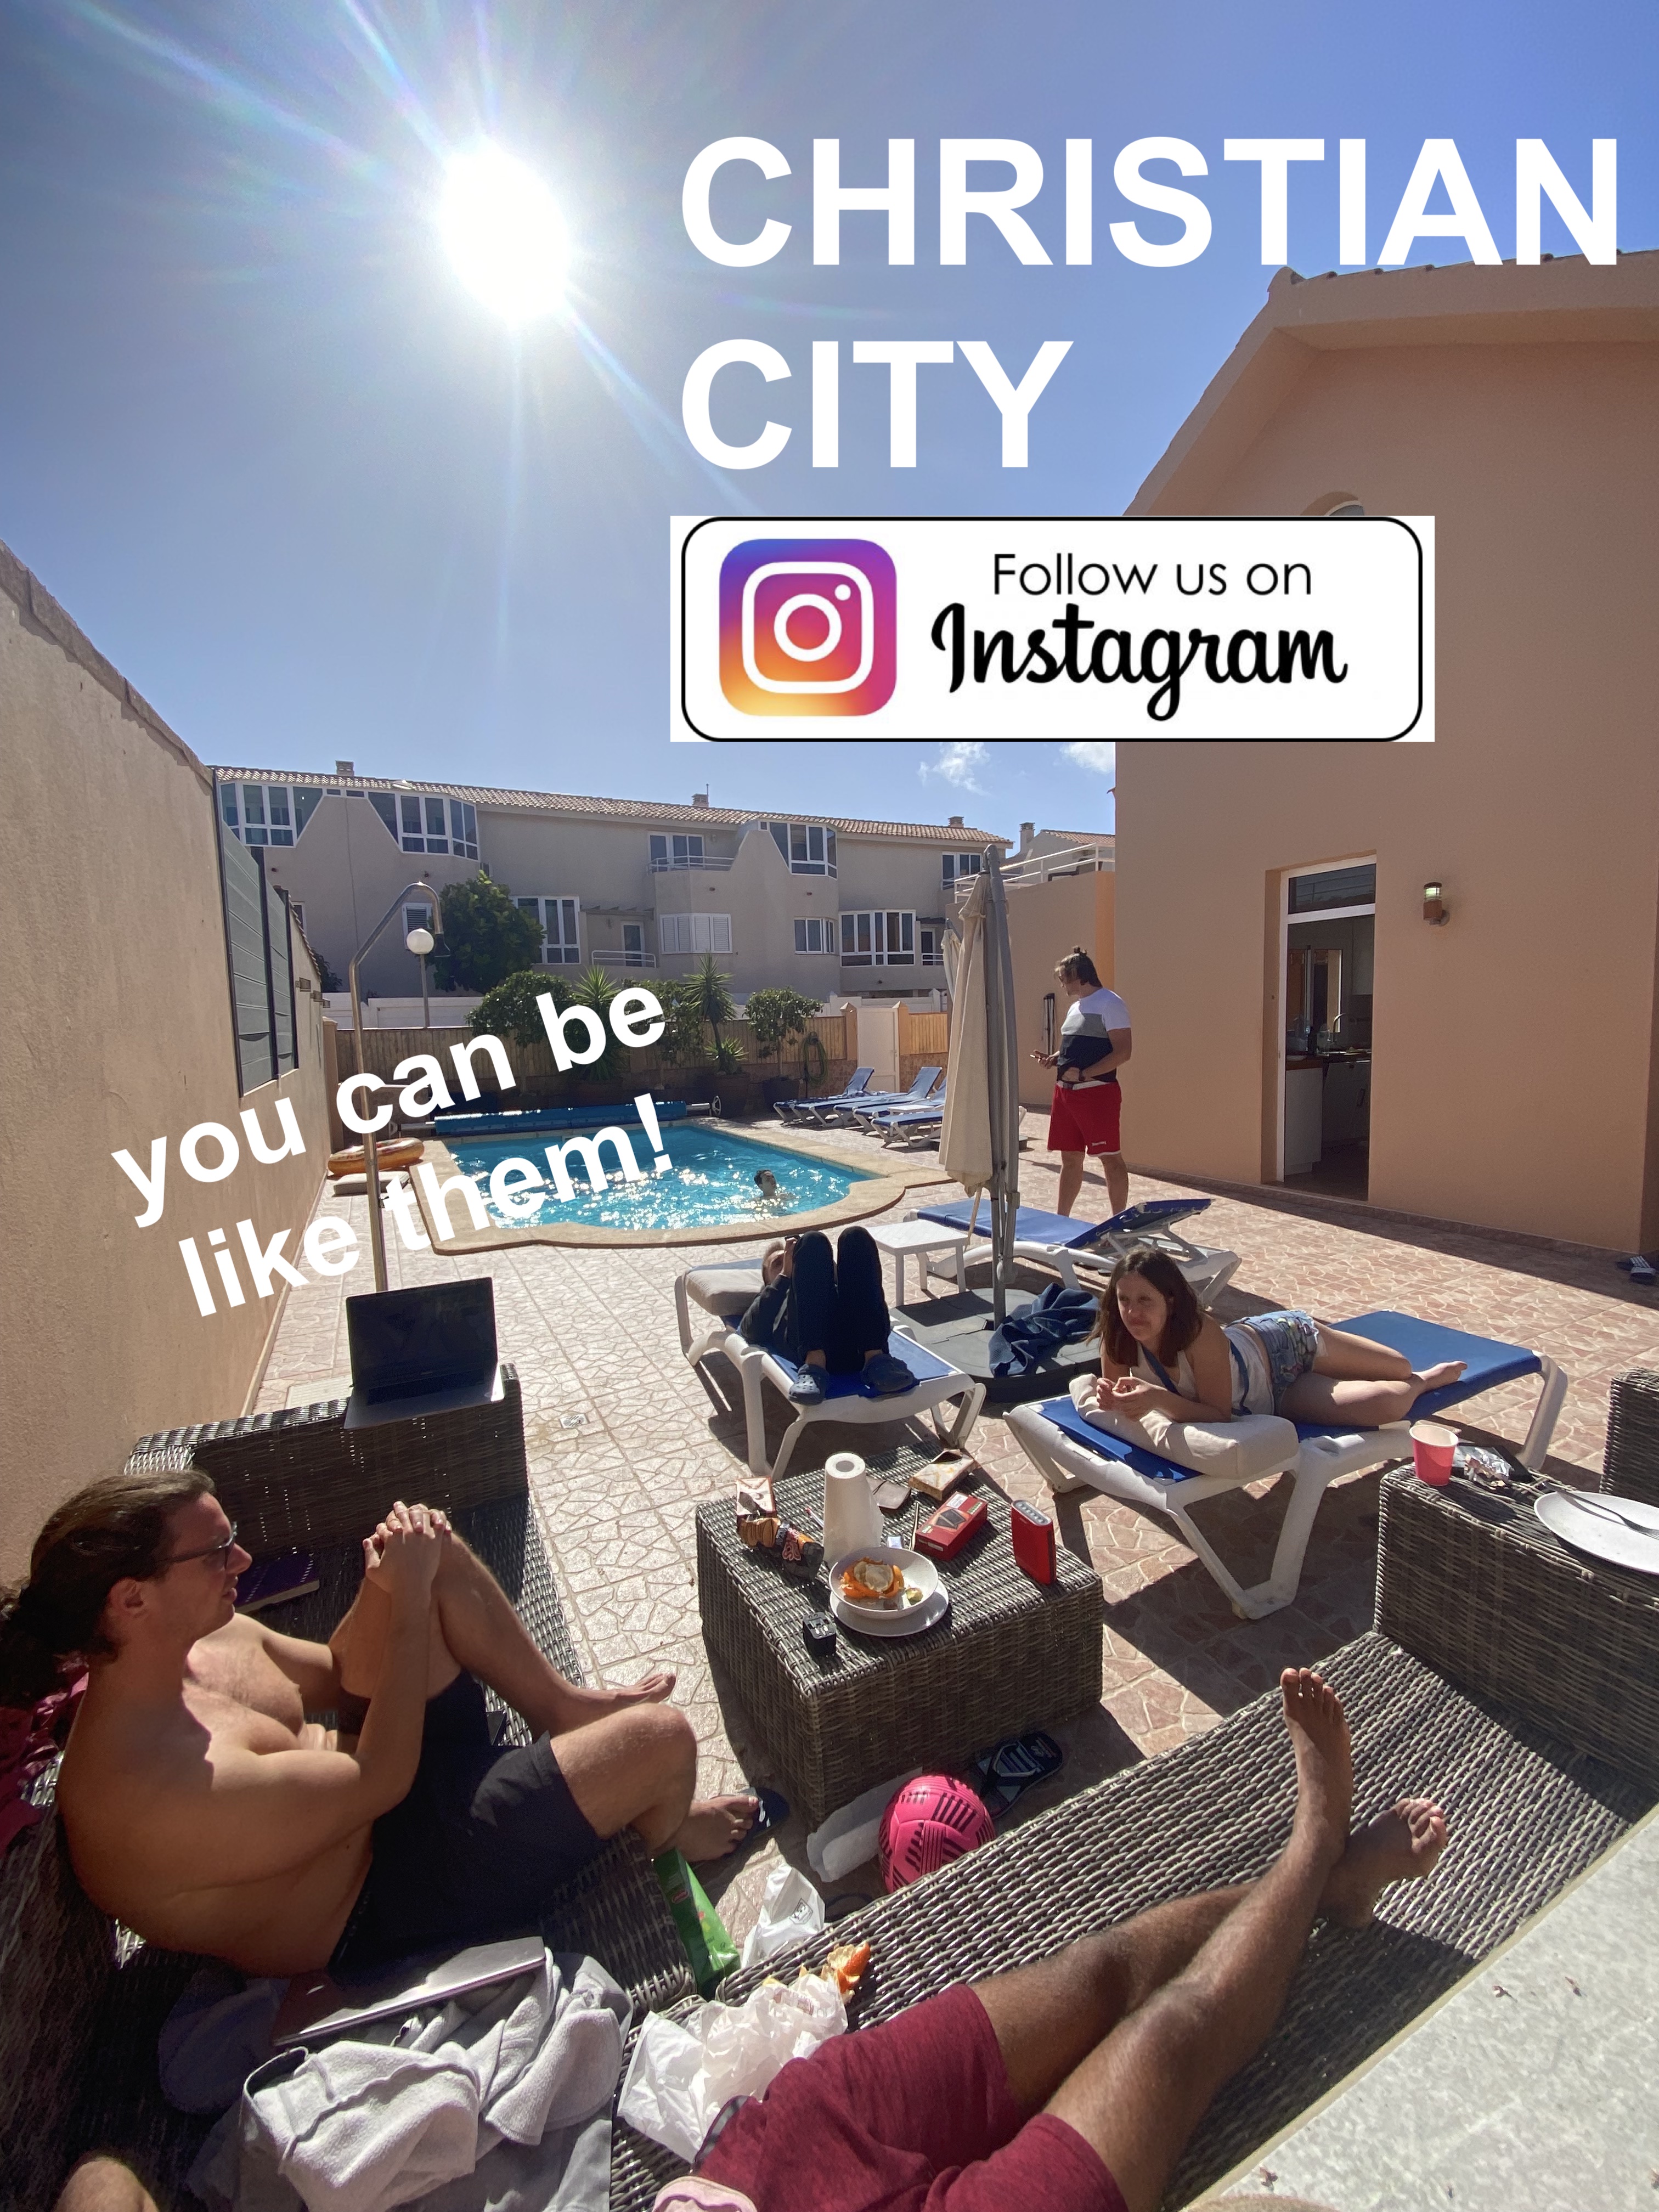 CHRISTIAN
CITY
Follow us on
Instagram
you can be
like them!